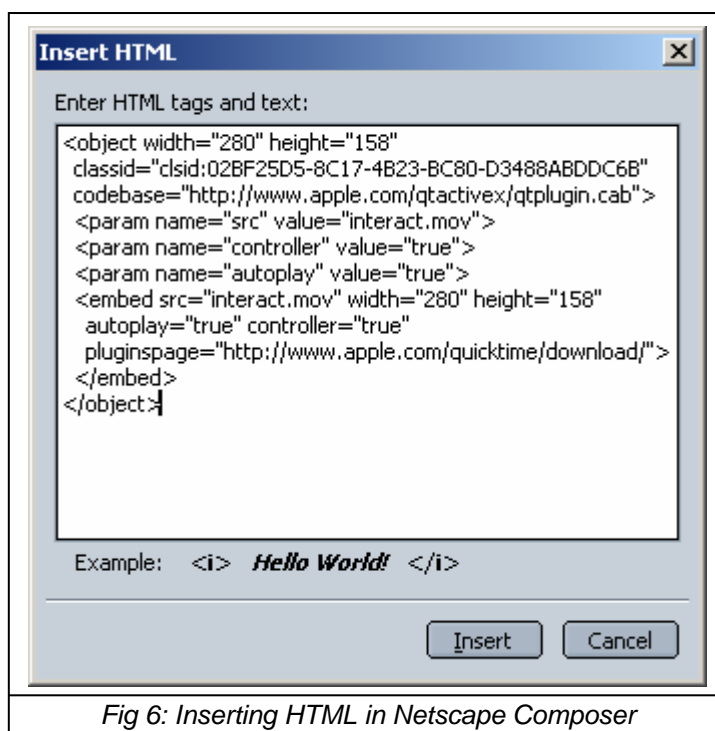 Insert HTML
Enter HTML tags and text:
<object width="280" height="158"
classid="clsid:02BF25D5-8C17-4B23-BC80-D3488ABDDC6B"
codebase="http://www.apple.com/qtactivex/qtplugin.cab">
<param name="src" value="interact.mov">
<param name="controller" value="true">
<param name="autoplay" value="true">
<embed src="interact.mov" width="280" height="158"
autoplay="true" controller="true"
pluginspage="http://www.apple.com/quicktime/download/">
</embed>
</object>
Example: <i> Hello World! </i>
Insert Cancel
Fig 6: Inserting HTML in Netscape Composer